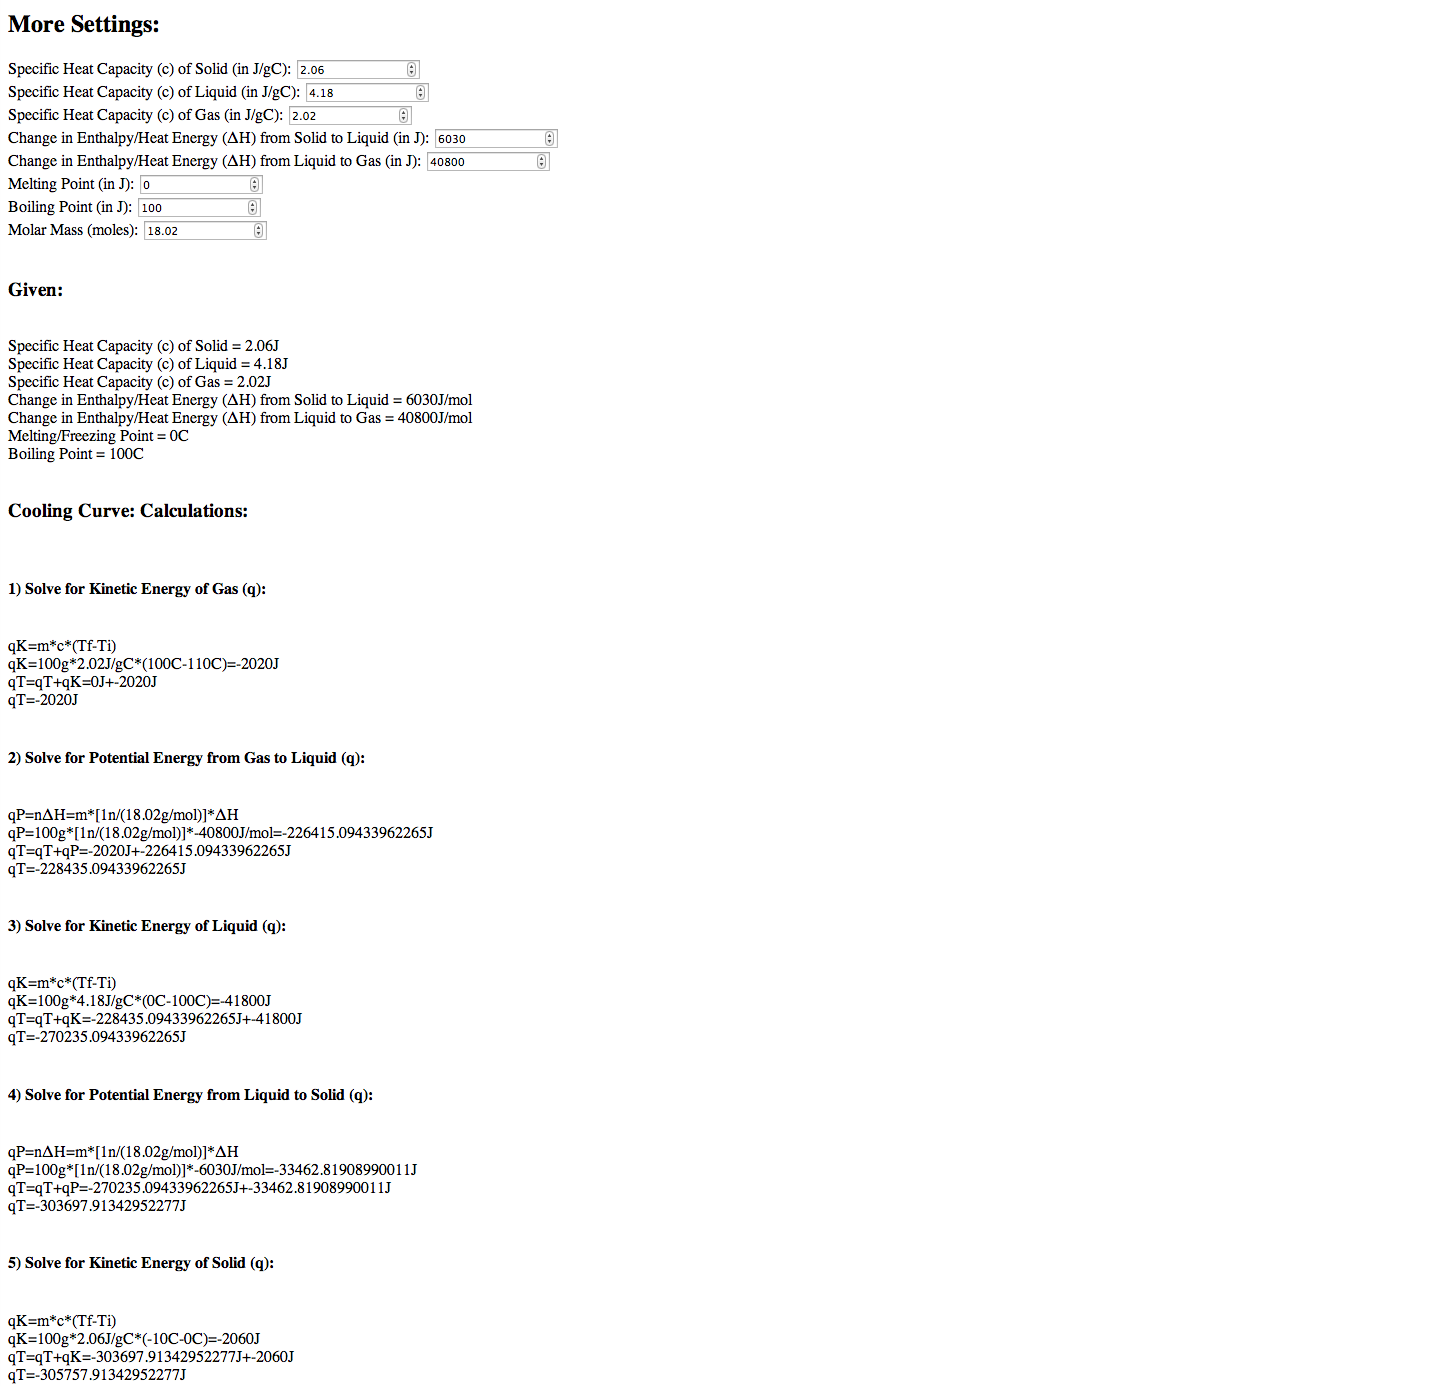 More Settings:
Specific Heat Capacity (c) of Solid (in J/gC): 2.06
Specific Heat Capacity (c) of Liquid (in J/gC): 4.18
Specific Heat Capacity (c) of Gas (in J/gC): 2.02
Change in Enthalpy/Heat Energy (ΔH) from Solid to Liquid (in J): 6030
Change in Enthalpy/Heat Energy (ΔH) from Liquid to Gas (in J): 40800
Melting Point (in J): 0
Boiling Point (in J): 100
Molar Mass (moles): 18.02
Given:
Specific Heat Capacity (c) of Solid = 2.06J
Specific Heat Capacity (c) of Liquid = 4.18J
Specific Heat Capacity (c) of Gas = 2.02J
Change in Enthalpy/Heat Energy (ΔH) from Solid to Liquid = 6030J/mol
Change in Enthalpy/Heat Energy (ΔH) from Liquid to Gas = 40800J/mol
Melting/Freezing Point = 0C
Boiling Point = 100C
Cooling Curve: Calculations:
1) Solve for Kinetic Energy of Gas (q):
qK=m*c*(Tf-Ti)
qK=100g*2.02J/gC*(100C-110C)=-2020J
qT=qT+qK=0J+-2020J
qT=-2020J
2) Solve for Potential Energy from Gas to Liquid (q):
qP=nΔH=m*[1n/(18.02g/mol)]*ΔH
qP=100g*[1n/(18.02g/mol)]*-40800J/mol=-226415.09433962265J
qT=qT+qP=-2020J+-226415.09433962265J
qT=-228435.09433962265J
3) Solve for Kinetic Energy of Liquid (q):
qK=m*c*(Tf-Ti)
qK=100g*4.18J/gC*(0C-100C)=-41800J
qT=qT+qK=-228435.09433962265J+-41800J
qT=-270235.09433962265J
4) Solve for Potential Energy from Liquid to Solid (q):
qP=nΔH=m*[1n/(18.02g/mol)]*ΔH
qP=100g*[1n/(18.02g/mol)]*-6030J/mol=-33462.81908990011J
qT=qT+qP=-270235.09433962265J+-33462.81908990011J
qT=-303697.91342952277J
5) Solve for Kinetic Energy of Solid (q):
qK=m*c*(Tf-Ti)
qK=100g*2.06J/gC*(-10C-0C)=-2060J
qT=qT+qK=-303697.91342952277J+-2060J
qT=-305757.91342952277J